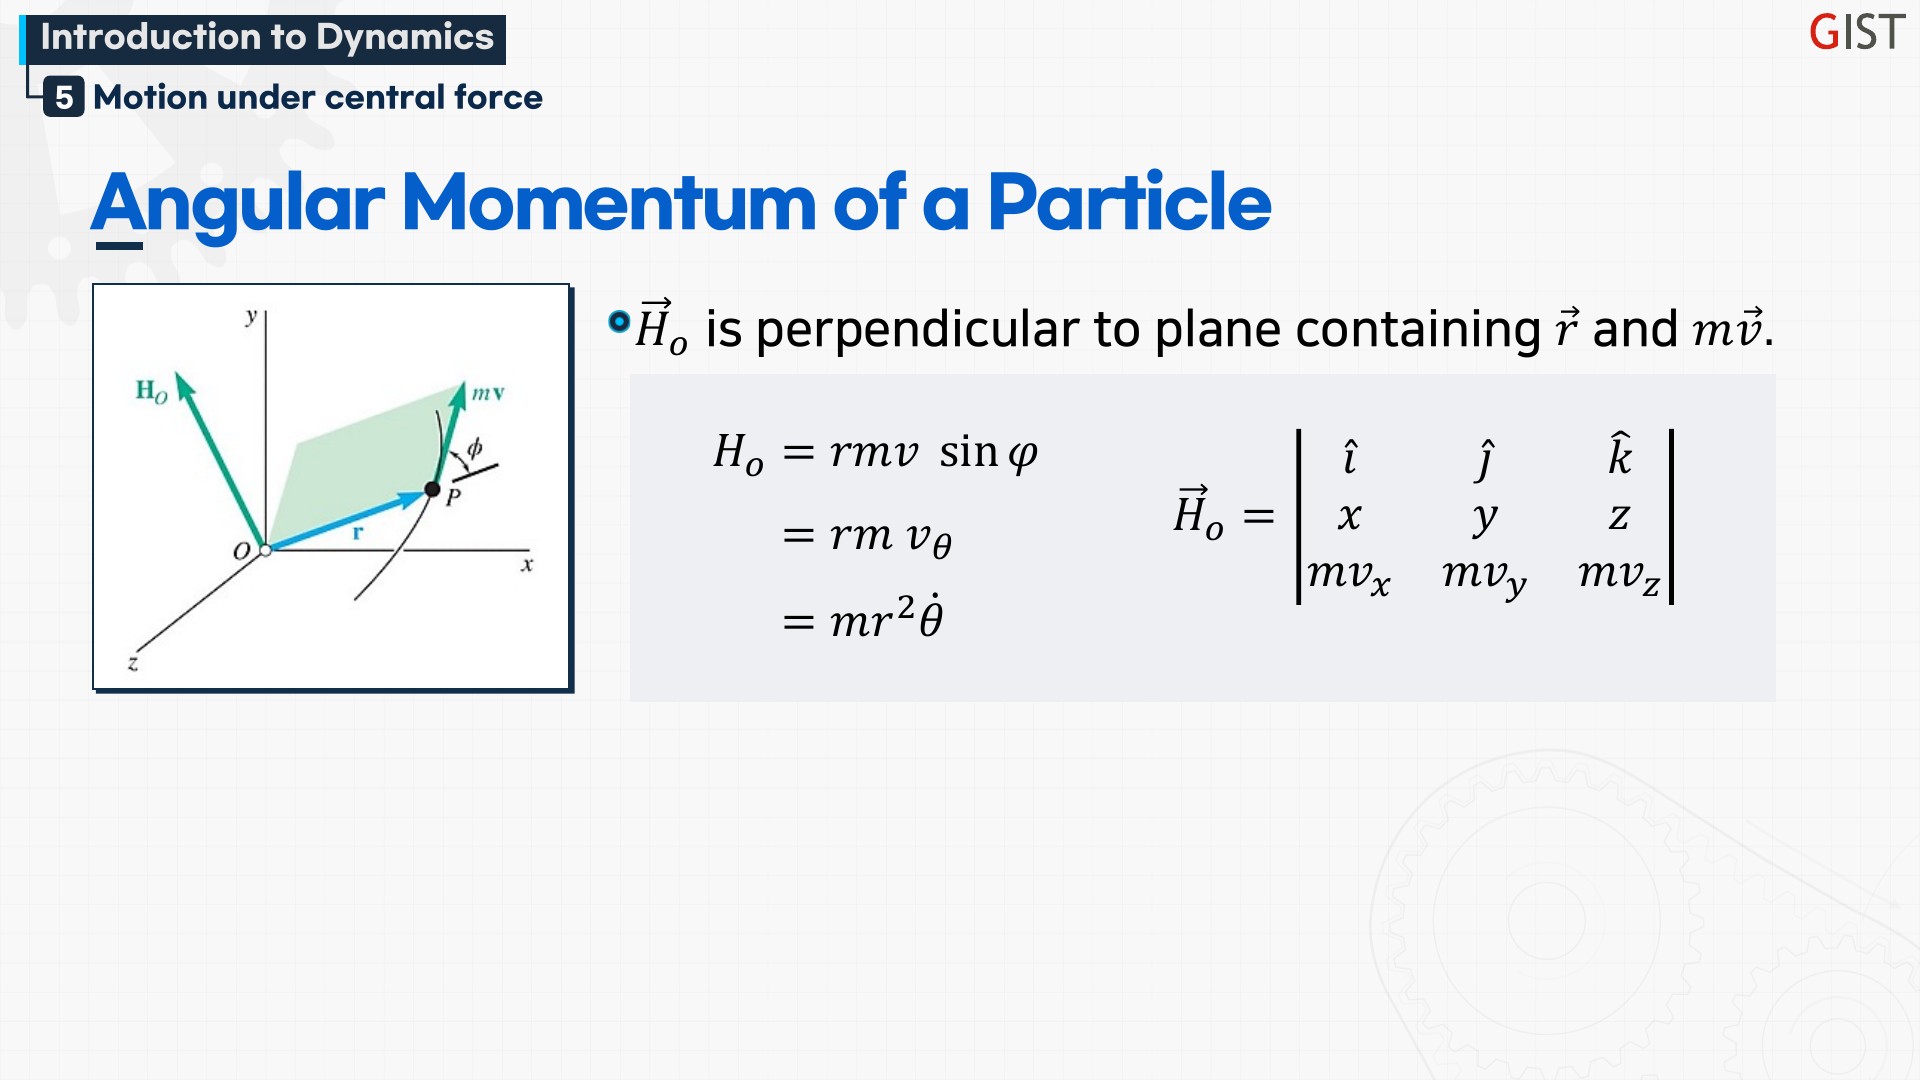 Introduction to Dynamics
GIST
5 Motion under central force
Angular Momentum of a Particle
y
H_O
mv
ϕ
P
r
O
x
z
H⃗_o is perpendicular to plane containing r⃗ and mv⃗.
H_o = rmv sin φ
= rm v_θ
= mr²θ̇
H⃗_o = | î ĵ k̂ |
| x y z |
| mv_x mv_y mv_z |